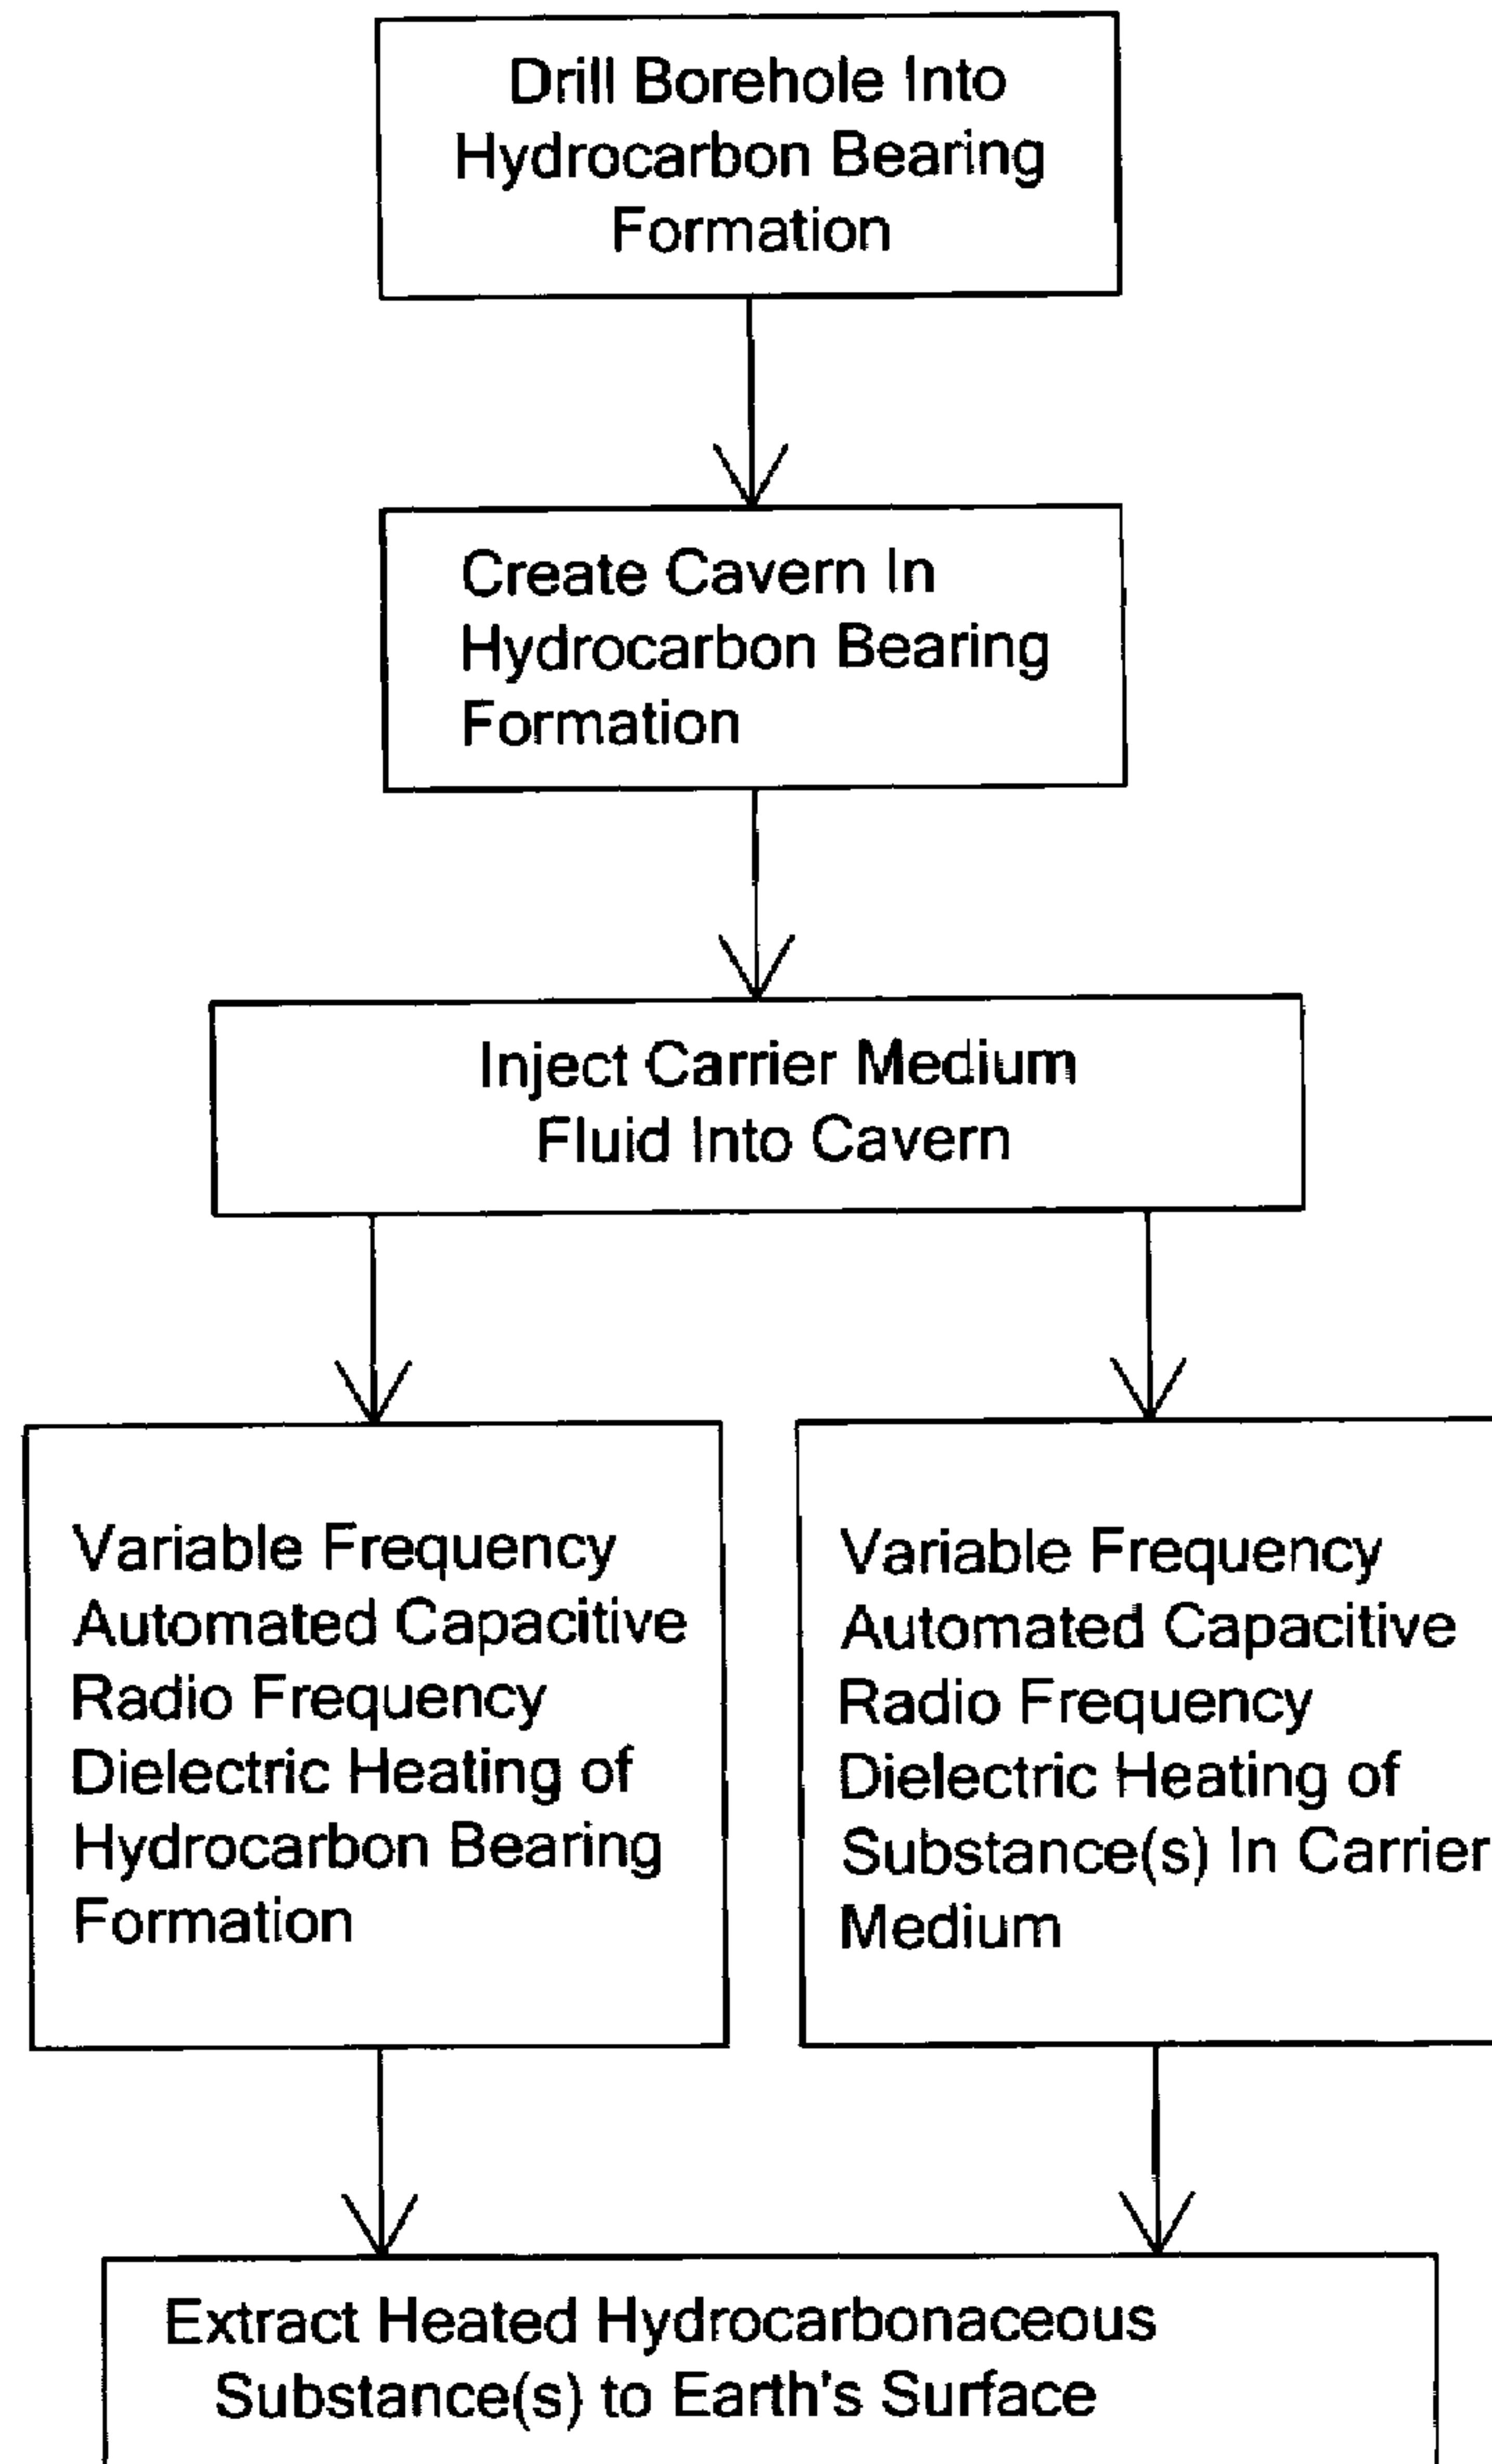 Drill Borehole Into
Hydrocarbon Bearing
Formation
Create Cavern In
Hydrocarbon Bearing
Formation
Inject Carrier Medium
Fluid Into Cavern
Variable Frequency
Automated Capacitive
Radio Frequency
Dielectric Heating of
Hydrocarbon Bearing
Formation
Variable Frequency
Automated Capacitive
Radio Frequency
Dielectric Heating of
Substance(s) In Carrier
Medium
Extract Heated Hydrocarbonaceous
Substance(s) to Earth's Surface